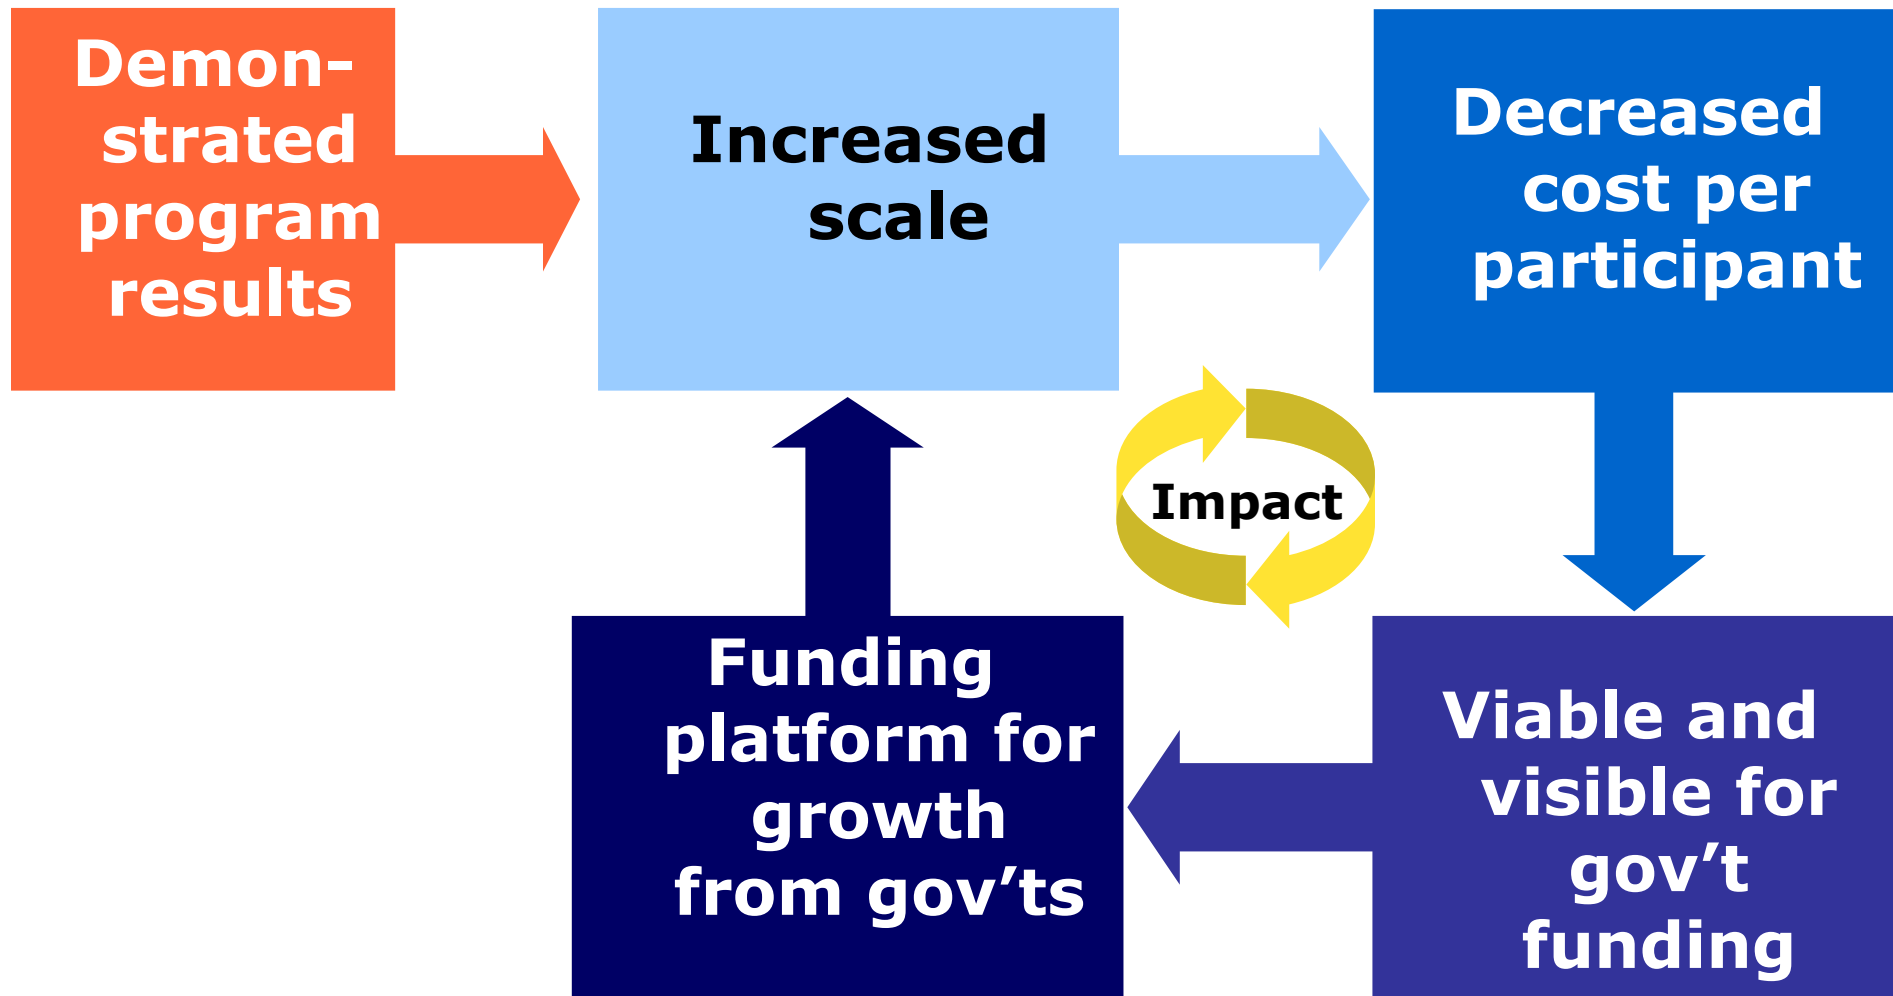 Demon-
strated
program
results
Increased
scale
Decreased
cost per
participant
Impact
Funding
platform for
growth
from gov’ts
Viable and
visible for
gov’t
funding